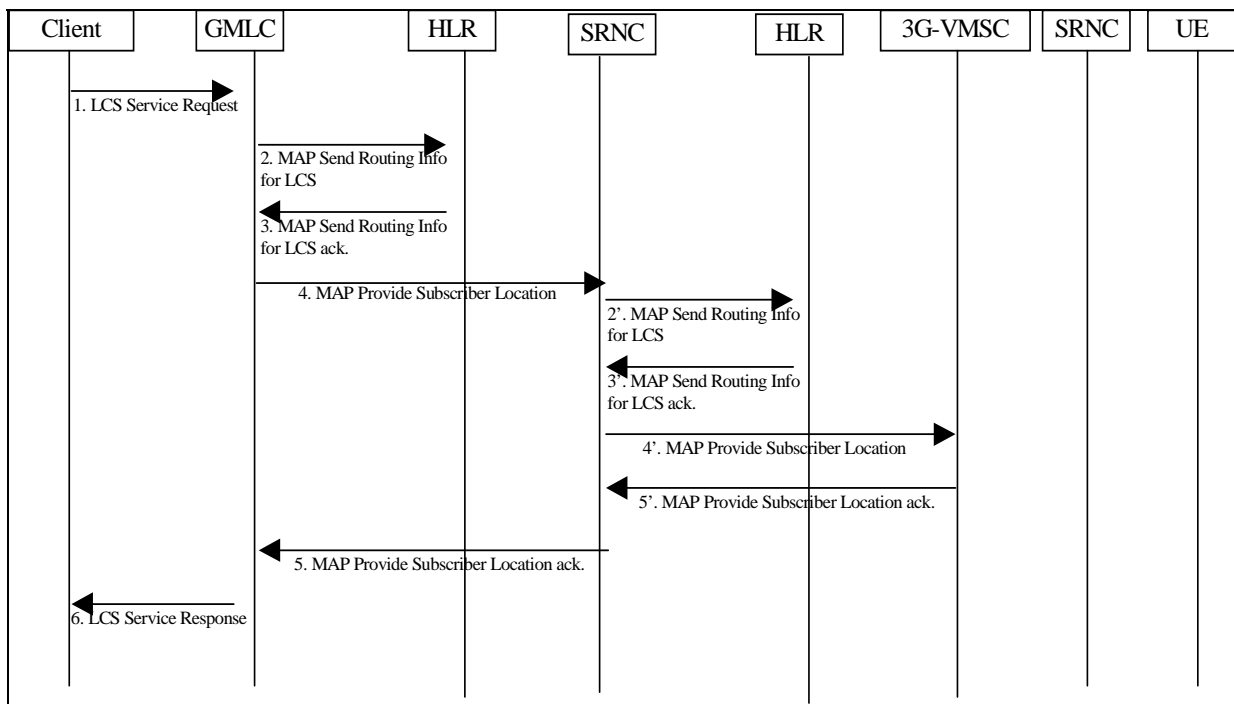 Client
GMLC
HLR
SRNC
HLR
3G-VMSC
SRNC
UE
1. LCS Service Request
2. MAP Send Routing Info
for LCS
3. MAP Send Routing Info
for LCS ack.
4. MAP Provide Subscriber Location
2’. MAP Send Routing Info
for LCS
3’. MAP Send Routing Info
for LCS ack.
4’. MAP Provide Subscriber Location
5’. MAP Provide Subscriber Location ack.
5. MAP Provide Subscriber Location ack.
6. LCS Service Response